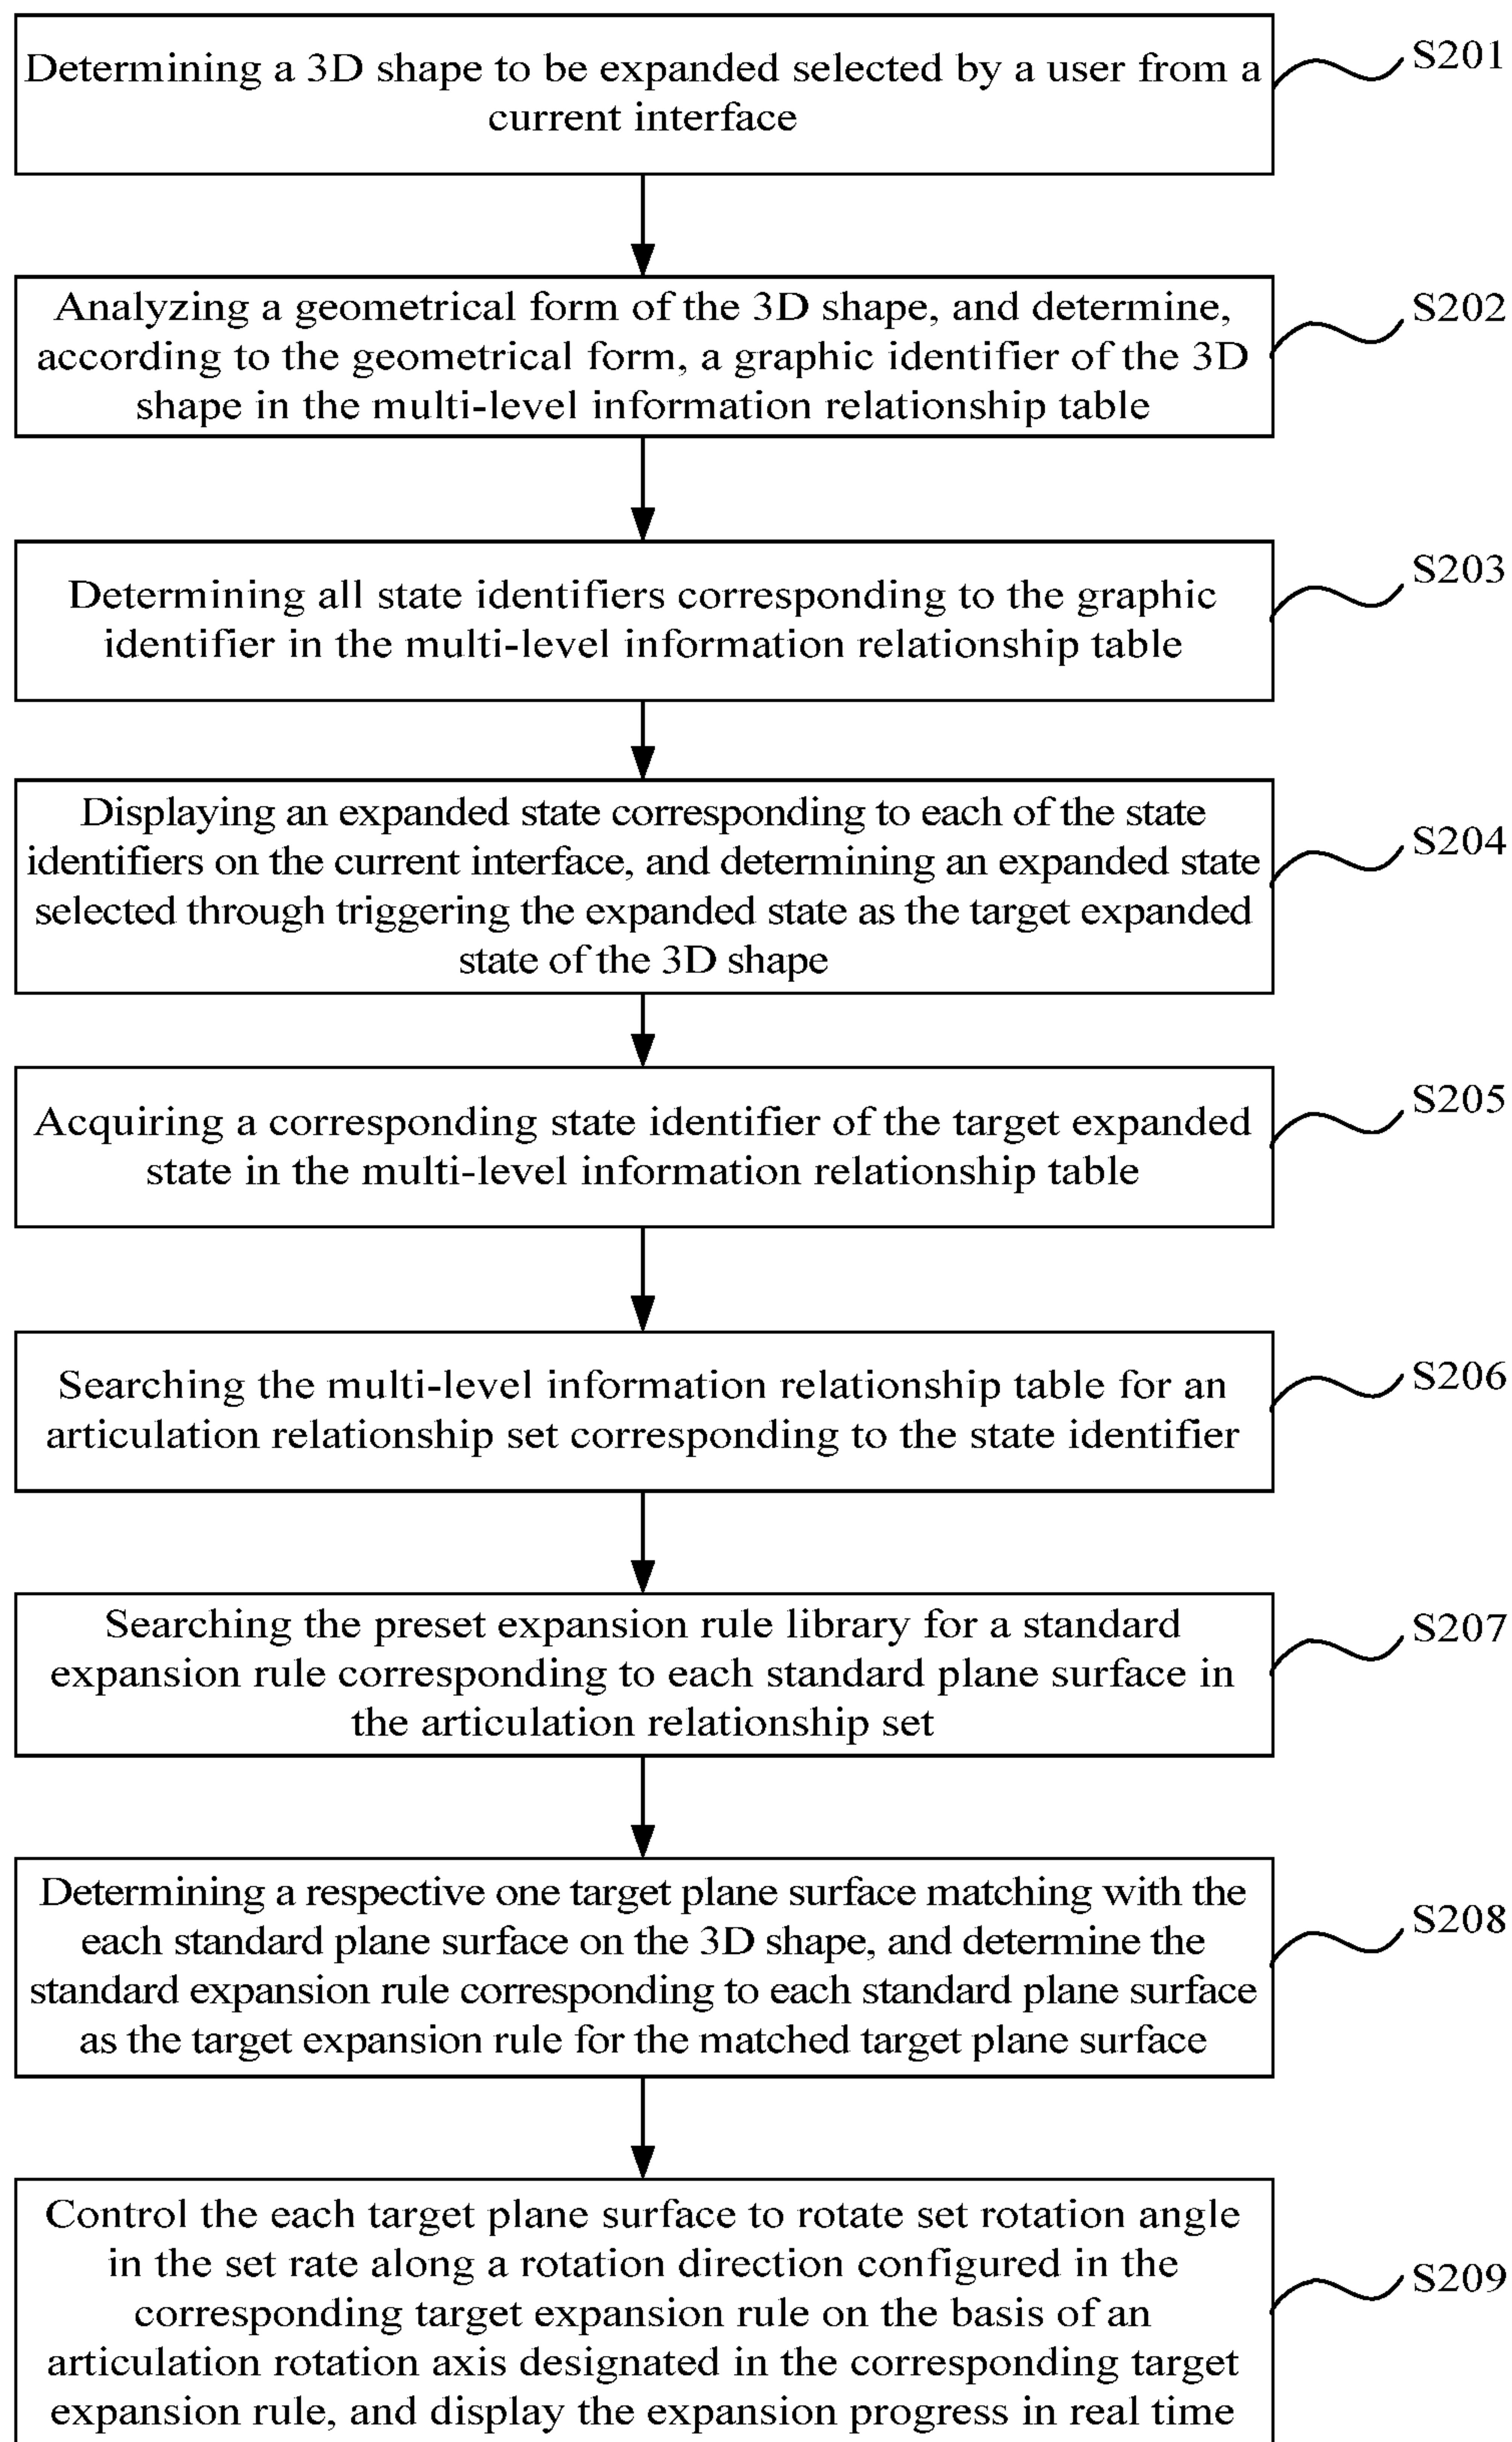 Determining a 3D shape to be expanded selected by a user from a
current interface
S201
Analyzing a geometrical form of the 3D shape, and determine,
according to the geometrical form, a graphic identifier of the 3D
shape in the multi-level information relationship table
S202
Determining all state identifiers corresponding to the graphic
identifier in the multi-level information relationship table
S203
Displaying an expanded state corresponding to each of the state
identifiers on the current interface, and determining an expanded state
selected through triggering the expanded state as the target expanded
state of the 3D shape
S204
Acquiring a corresponding state identifier of the target expanded
state in the multi-level information relationship table
S205
Searching the multi-level information relationship table for an
articulation relationship set corresponding to the state identifier
S206
Searching the preset expansion rule library for a standard
expansion rule corresponding to each standard plane surface in
the articulation relationship set
S207
Determining a respective one target plane surface matching with the
each standard plane surface on the 3D shape, and determine the
standard expansion rule corresponding to each standard plane surface
as the target expansion rule for the matched target plane surface
S208
Control the each target plane surface to rotate set rotation angle
in the set rate along a rotation direction configured in the
corresponding target expansion rule on the basis of an
articulation rotation axis designated in the corresponding target
expansion rule, and display the expansion progress in real time
S209